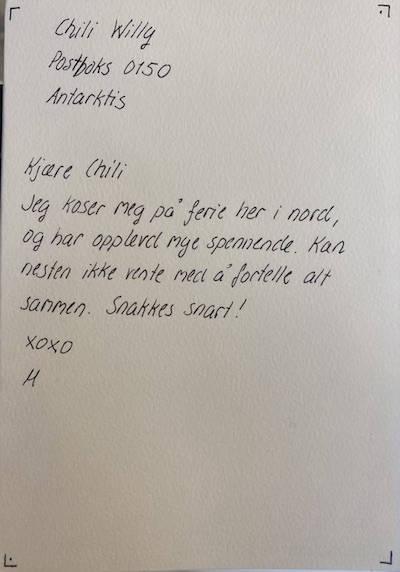 Chili Willy
Postboks 0150
Antarktis
Kjære Chili
Jeg koser meg på ferie her i nord,
og har opplevd mye spennende. Kan
nesten ikke vente med å fortelle alt
sammen. Snakkes snart!
xoxo
M